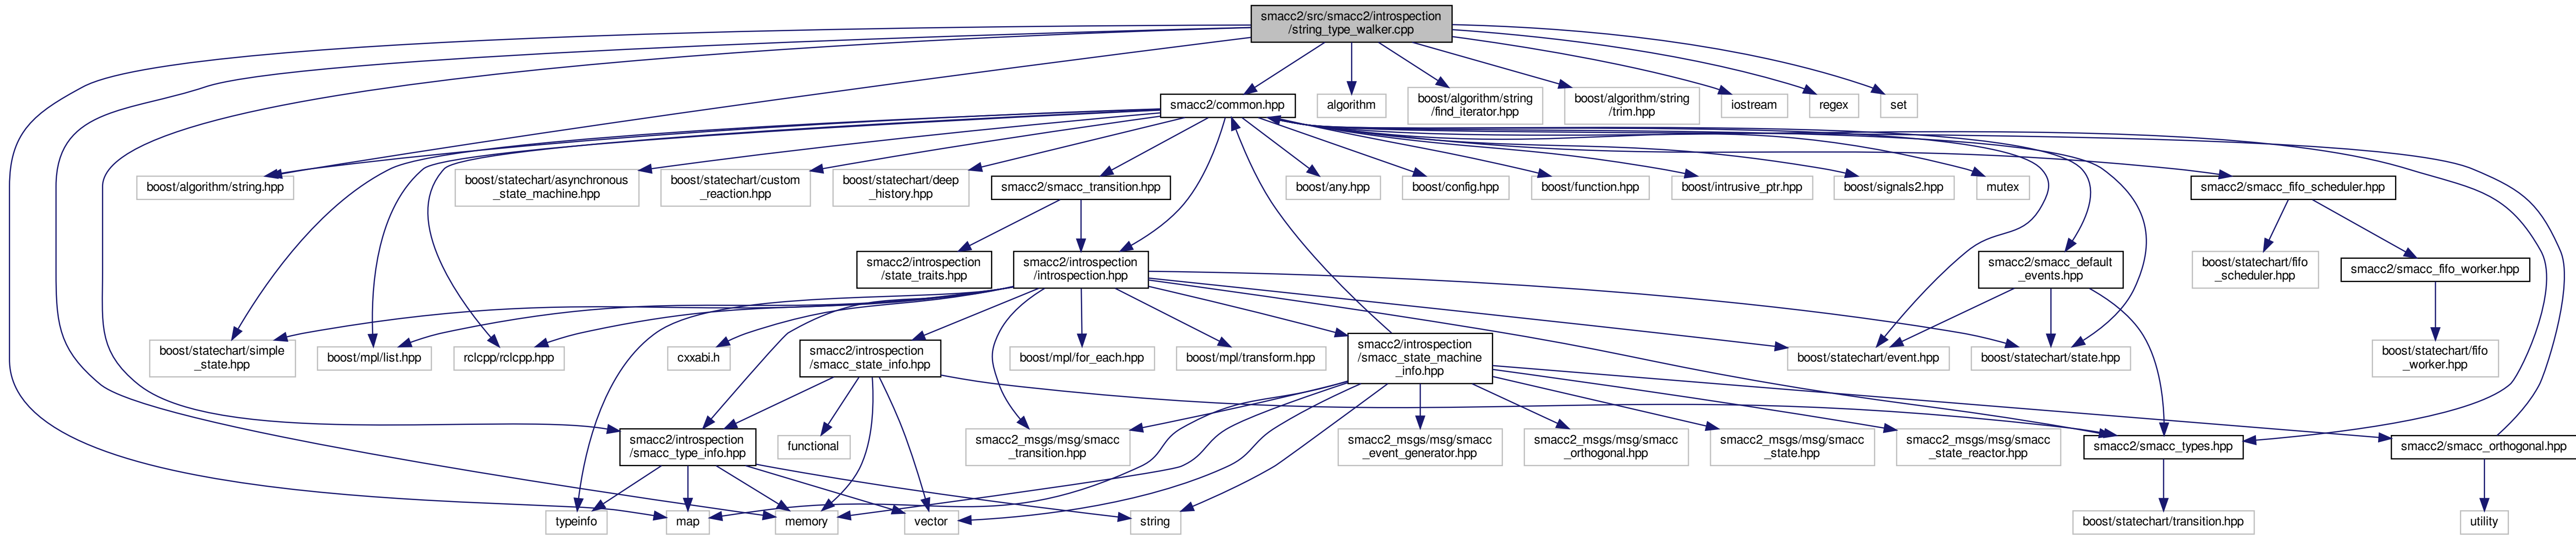 smacc2/src/smacc2/introspection
/string_type_walker.cpp
smacc2/common.hpp
algorithm
boost/algorithm/string
/find_iterator.hpp
boost/algorithm/string
/trim.hpp
iostream
regex
set
boost/algorithm/string.hpp
boost/statechart/asynchronous
_state_machine.hpp
boost/statechart/custom
_reaction.hpp
boost/statechart/deep
_history.hpp
smacc2/smacc_transition.hpp
boost/any.hpp
boost/config.hpp
boost/function.hpp
boost/intrusive_ptr.hpp
boost/signals2.hpp
mutex
smacc2/smacc_fifo_scheduler.hpp
smacc2/introspection
/state_traits.hpp
smacc2/introspection
/introspection.hpp
smacc2/smacc_default
_events.hpp
boost/statechart/fifo
_scheduler.hpp
smacc2/smacc_fifo_worker.hpp
boost/statechart/simple
_state.hpp
boost/mpl/list.hpp
rclcpp/rclcpp.hpp
cxxabi.h
smacc2/introspection
/smacc_state_info.hpp
boost/mpl/for_each.hpp
boost/mpl/transform.hpp
smacc2/introspection
/smacc_state_machine
_info.hpp
boost/statechart/event.hpp
boost/statechart/state.hpp
boost/statechart/fifo
_worker.hpp
smacc2/introspection
/smacc_type_info.hpp
functional
smacc2_msgs/msg/smacc
_transition.hpp
smacc2_msgs/msg/smacc
_event_generator.hpp
smacc2_msgs/msg/smacc
_orthogonal.hpp
smacc2_msgs/msg/smacc
_state.hpp
smacc2_msgs/msg/smacc
_state_reactor.hpp
smacc2/smacc_types.hpp
smacc2/smacc_orthogonal.hpp
typeinfo
map
memory
vector
string
boost/statechart/transition.hpp
utility